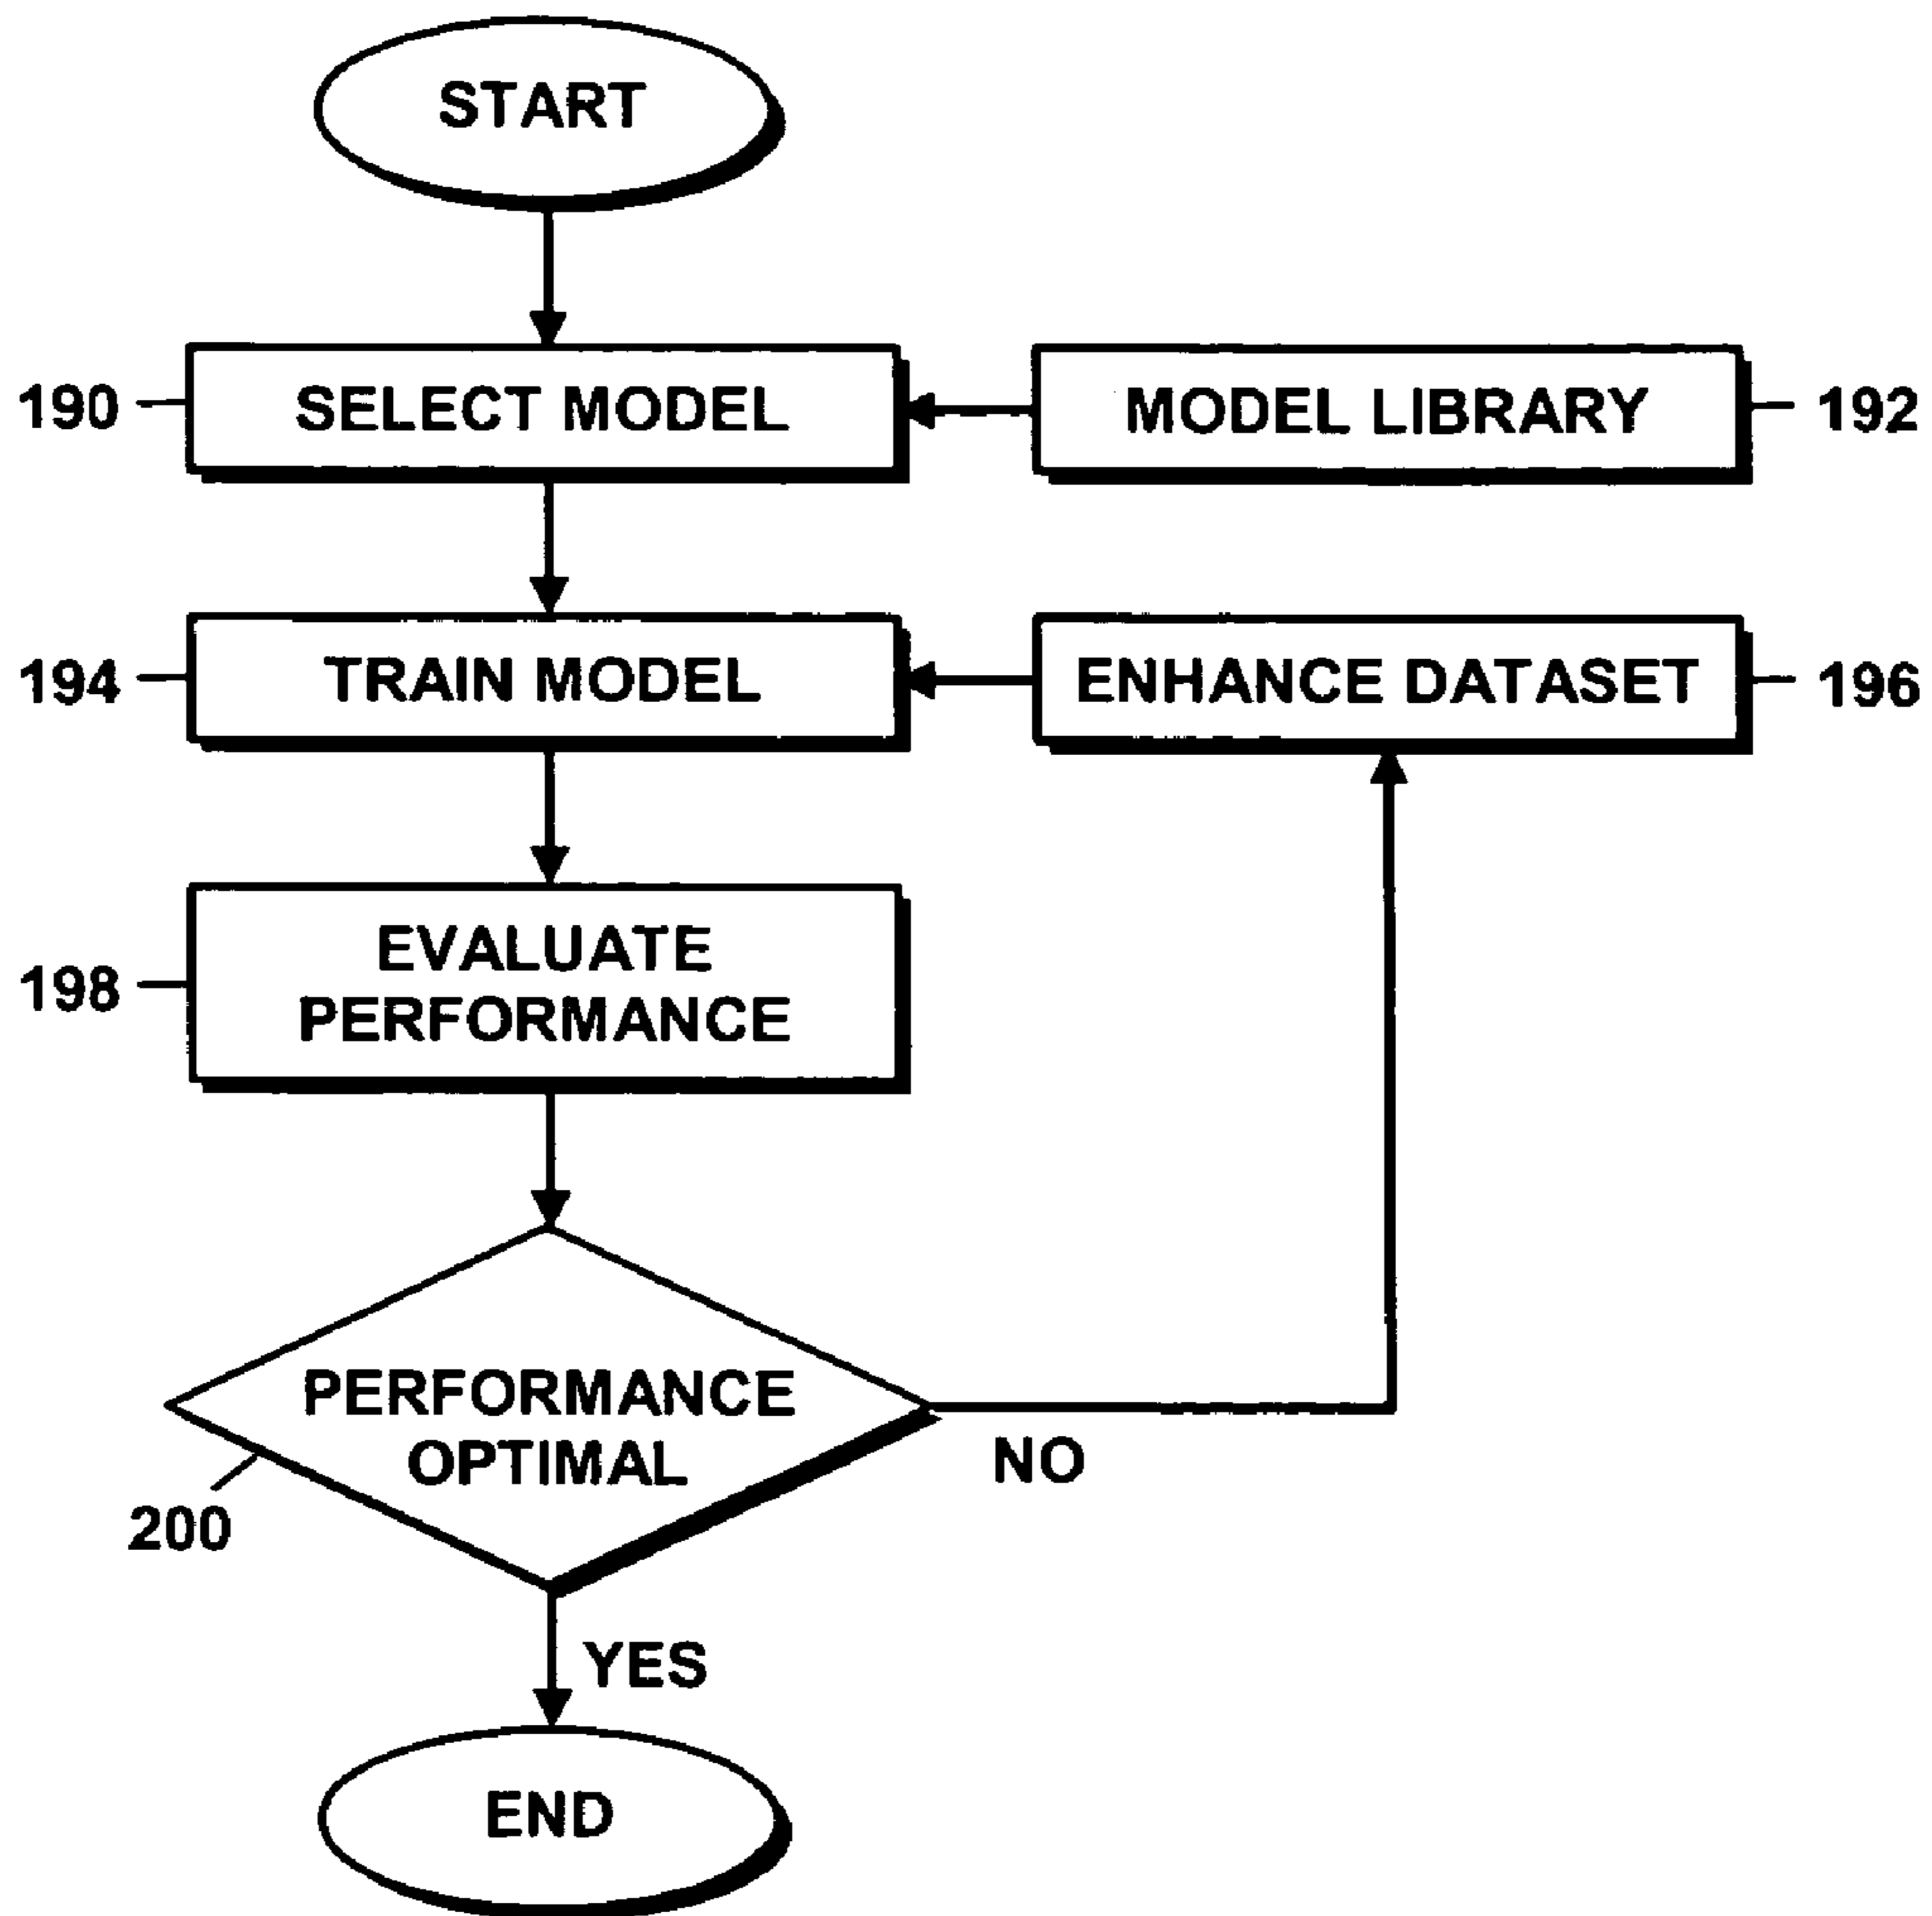 START
190 SELECT MODEL MODEL LIBRARY 192
194 TRAIN MODEL ENHANCE DATASET 196
EVALUATE
198
PERFORMANCE
PERFORMANCE
OPTIMAL
NO
200
YES
END